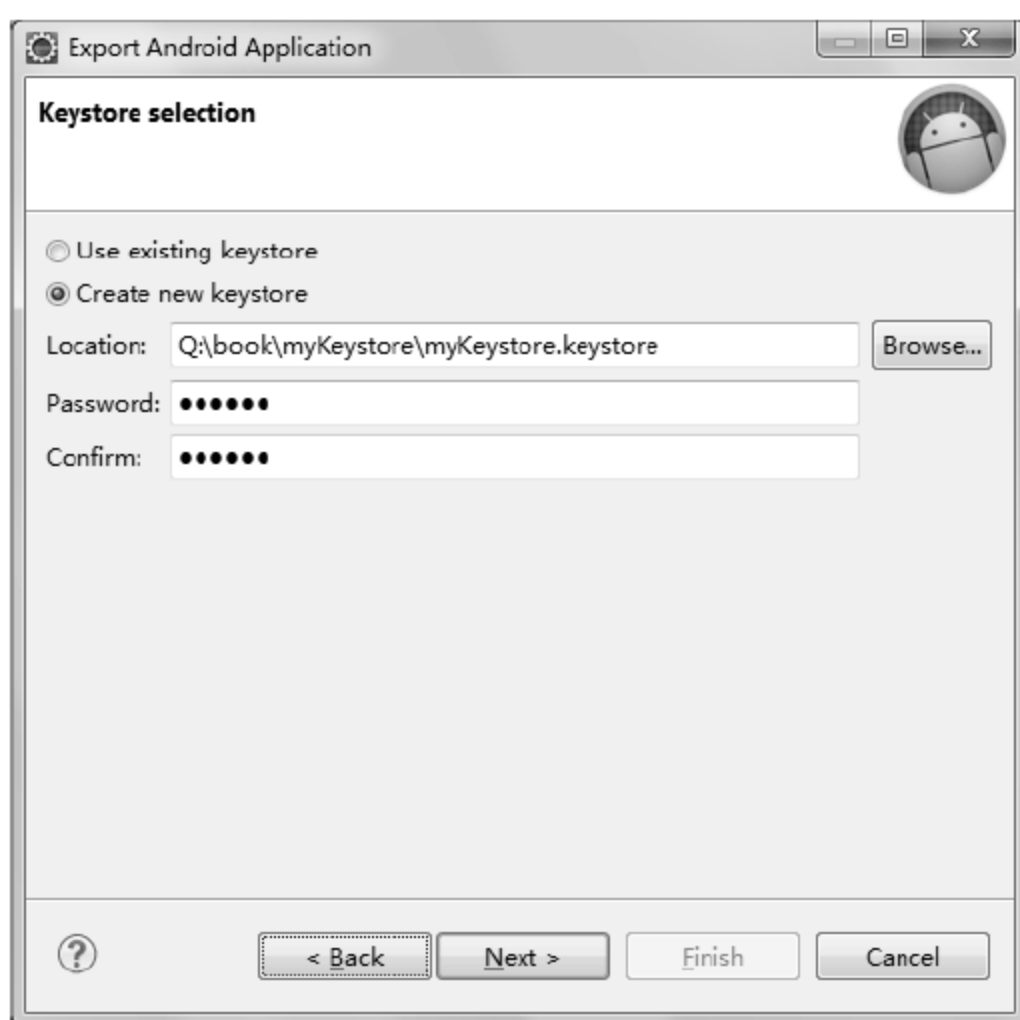 Export Android Application
Keystore selection
Use existing keystore
Create new keystore
Location: Q:\book\myKeystore\myKeystore.keystore Browse...
Password: ●●●●●●
Confirm: ●●●●●●
? < Back Next > Finish Cancel